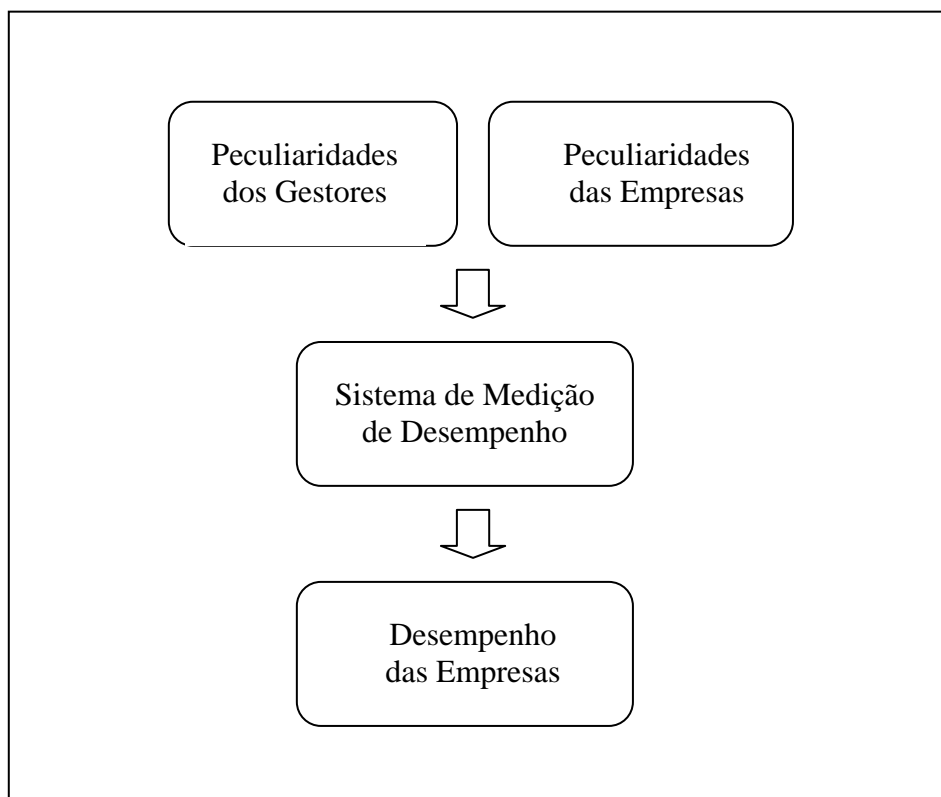 Peculiaridades
dos Gestores
Peculiaridades
das Empresas
Sistema de Medição
de Desempenho
Desempenho
das Empresas